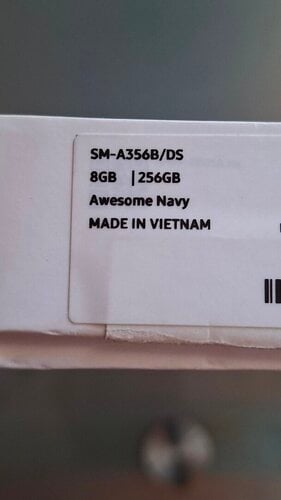 SM-A356B/DS
8GB | 256GB
Awesome Navy
MADE IN VIETNAM